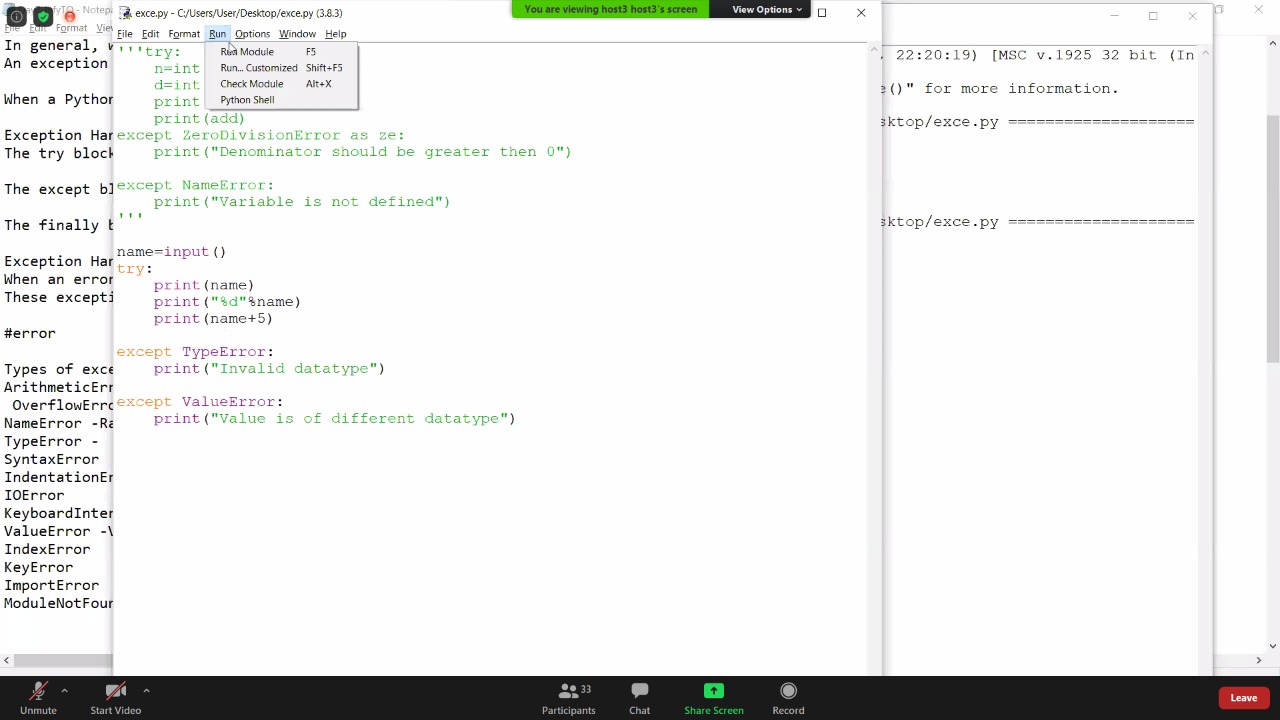 exce.py - C:/Users/User/Desktop/exce.py (3.8.3)
You are viewing host3 host3's screen
View Options
File Edit Format Run Options Window Help
File Edit Format
Run Module F5
Run... Customized Shift+F5
Check Module Alt+X
Python Shell
'''try:
n=int
d=int
print
print(add)
except ZeroDivisionError as ze:
print("Denominator should be greater then 0")
except NameError:
print("Variable is not defined")
'''
name=input()
try:
print(name)
print("%d"%name)
print(name+5)
except TypeError:
print("Invalid datatype")
except ValueError:
print("Value is of different datatype")
In general,
An exception
When a Python
Exception Har
The try block
The except bl
The finally b
Exception Har
When an error
These excepti
#error
Types of exce
ArithmeticErr
OverflowErro
NameError -Ra
TypeError -
SyntaxError
IndentationEr
IOError
KeyboardInter
ValueError -V
IndexError
KeyError
ImportError
ModuleNotFour
22:20:19) [MSC v.1925 32 bit (In
e()" for more information.
sktop/exce.py ====================
sktop/exce.py ====================
Unmute
Start Video
33
Participants
Chat
Share Screen
Record
Leave